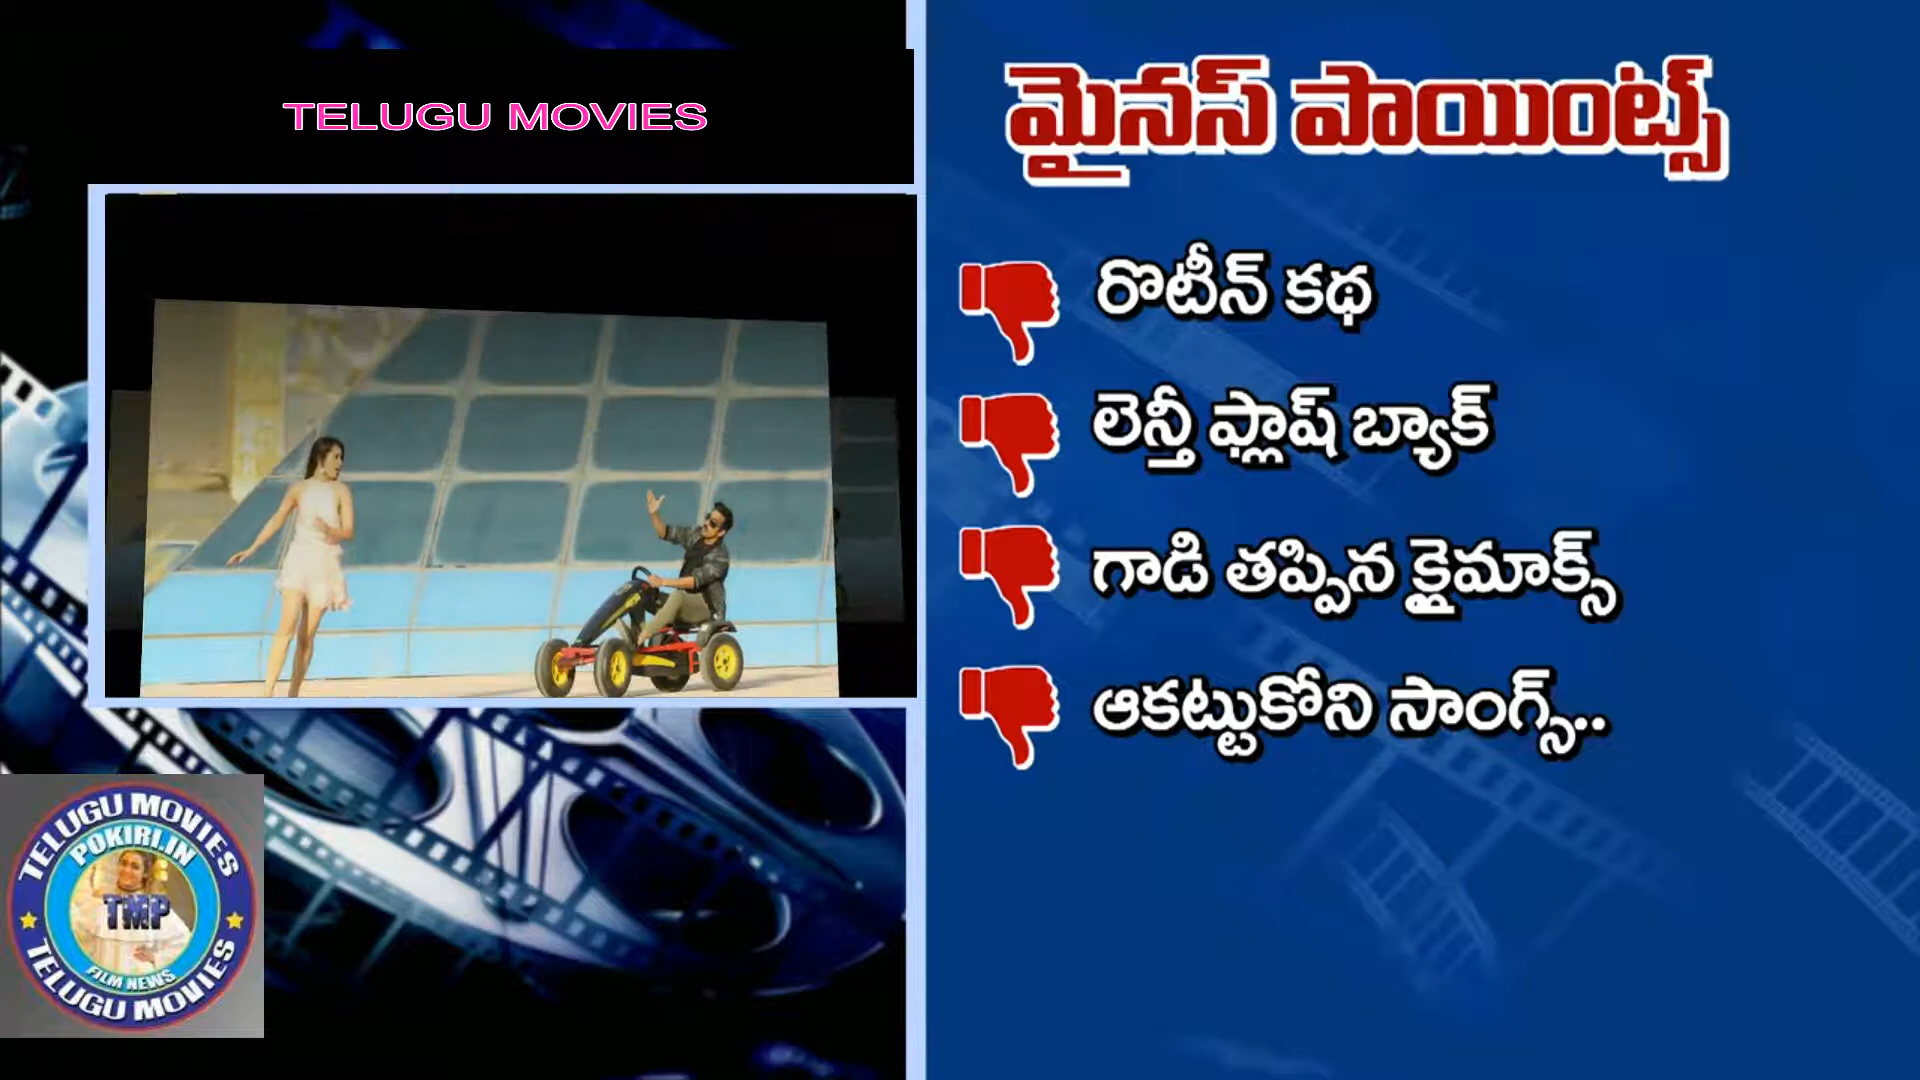 TELUGU MOVIES
మైనస్ పాయింట్స్
రొటీన్ కథ
లెన్తీ ఫ్లాష్ బ్యాక్
గాడి తప్పిన క్లైమాక్స్
ఆకట్టుకోని సాంగ్స్..
TELUGU MOVIES
POKIRI.IN
TMP
FILM NEWS
TELUGU MOVIES